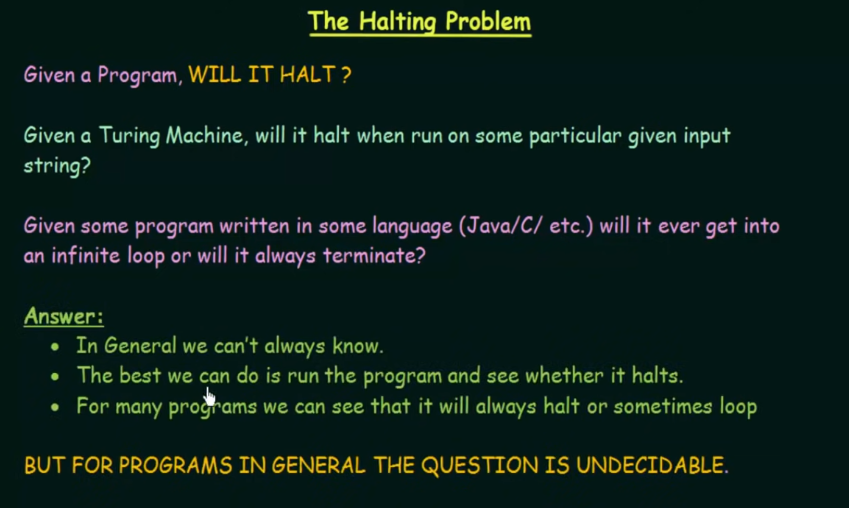 The Halting Problem
Given a Program, WILL IT HALT ?
Given a Turing Machine, will it halt when run on some particular given input
string?
Given some program written in some language (Java/C/ etc.) will it ever get into
an infinite loop or will it always terminate?
Answer:
• In General we can't always know.
• The best we can do is run the program and see whether it halts.
• For many programs we can see that it will always halt or sometimes loop
BUT FOR PROGRAMS IN GENERAL THE QUESTION IS UNDECIDABLE.